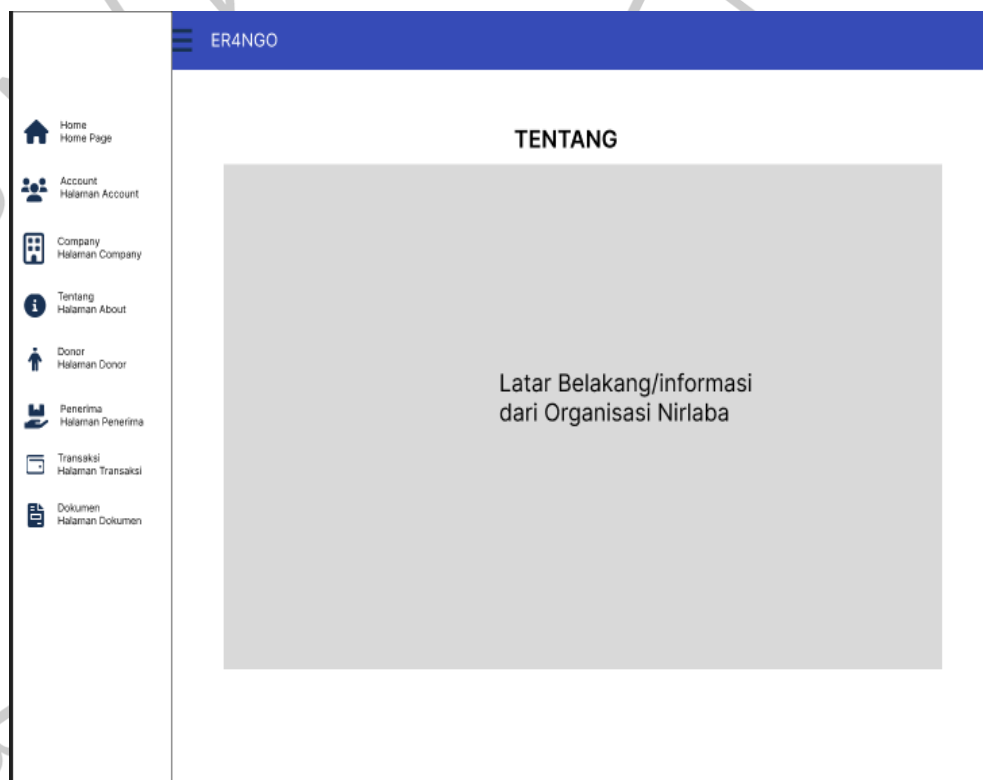 ER4NGO
Home
Home Page
Account
Halaman Account
Company
Halaman Company
Tentang
Halaman About
Donor
Halaman Donor
Penerima
Halaman Penerima
Transaksi
Halaman Transaksi
Dokumen
Halaman Dokumen
TENTANG
Latar Belakang/informasi
dari Organisasi Nirlaba